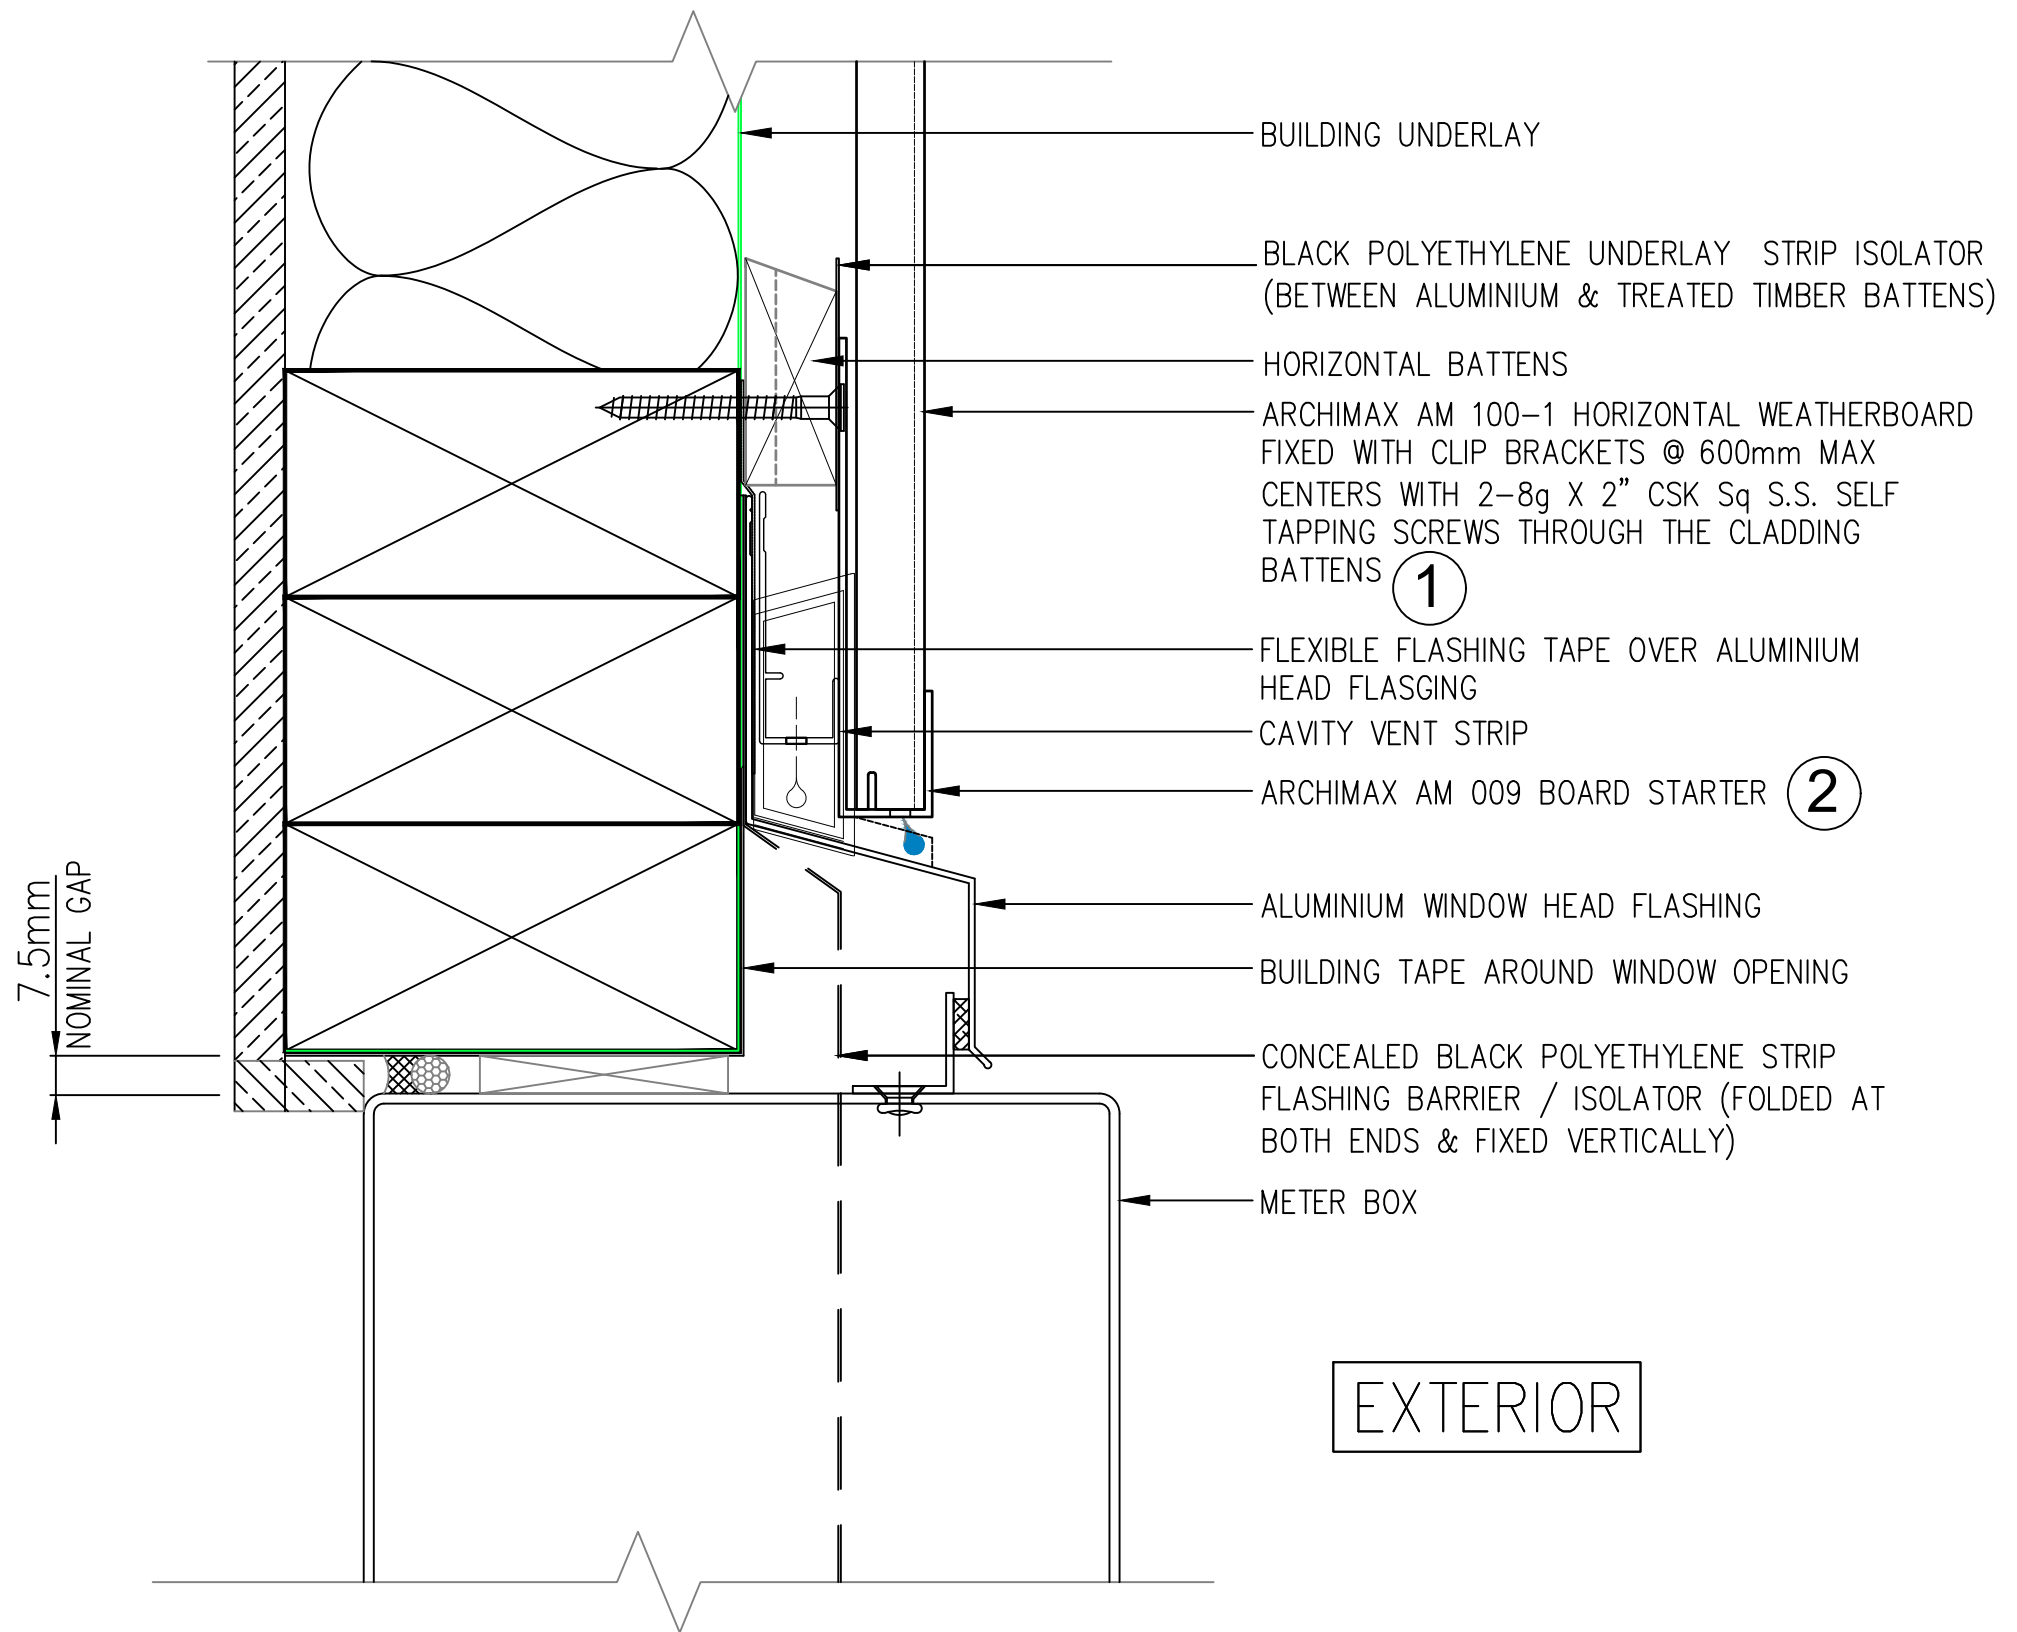 BUILDING UNDERLAY
BLACK POLYETHYLENE UNDERLAY STRIP ISOLATOR
(BETWEEN ALUMINIUM & TREATED TIMBER BATTENS)
HORIZONTAL BATTENS
ARCHIMAX AM 100-1 HORIZONTAL WEATHERBOARD
FIXED WITH CLIP BRACKETS @ 600mm MAX
CENTERS WITH 2-8g X 2" CSK Sq S.S. SELF
TAPPING SCREWS THROUGH THE CLADDING
BATTENS 1
FLEXIBLE FLASHING TAPE OVER ALUMINIUM
HEAD FLASGING
CAVITY VENT STRIP
ARCHIMAX AM 009 BOARD STARTER 2
7.5mm
NOMINAL GAP
ALUMINIUM WINDOW HEAD FLASHING
BUILDING TAPE AROUND WINDOW OPENING
CONCEALED BLACK POLYETHYLENE STRIP
FLASHING BARRIER / ISOLATOR (FOLDED AT
BOTH ENDS & FIXED VERTICALLY)
METER BOX
EXTERIOR